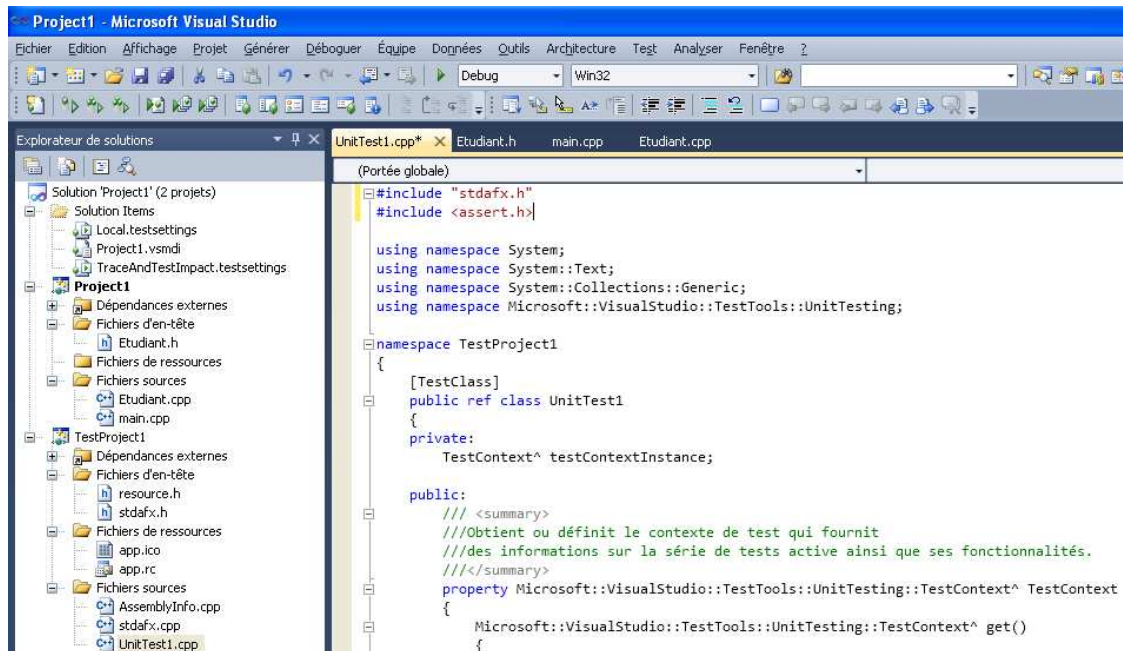 Project1 - Microsoft Visual Studio
Fichier Edition Affichage Projet Générer Déboguer Équipe Données Outils Architecture Test Analyser Fenêtre ?
Debug Win32
Explorateur de solutions
Solution 'Project1' (2 projets)
Solution Items
Local.testsettings
Project1.vsmdi
TraceAndTestImpact.testsettings
Project1
Dépendances externes
Fichiers d'en-tête
Etudiant.h
Fichiers de ressources
Fichiers sources
Etudiant.cpp
main.cpp
TestProject1
Dépendances externes
Fichiers d'en-tête
resource.h
stdafx.h
Fichiers de ressources
app.ico
app.rc
Fichiers sources
AssemblyInfo.cpp
stdafx.cpp
UnitTest1.cpp
UnitTest1.cpp* Etudiant.h main.cpp Etudiant.cpp
(Portée globale)
#include "stdafx.h"
#include <assert.h>
using namespace System;
using namespace System::Text;
using namespace System::Collections::Generic;
using namespace Microsoft::VisualStudio::TestTools::UnitTesting;
namespace TestProject1
{
[TestClass]
public ref class UnitTest1
{
private:
TestContext^ testContextInstance;
public:
/// <summary>
///Obtient ou définit le contexte de test qui fournit
///des informations sur la série de tests active ainsi que ses fonctionnalités.
///</summary>
property Microsoft::VisualStudio::TestTools::UnitTesting::TestContext^ TestContext
{
Microsoft::VisualStudio::TestTools::UnitTesting::TestContext^ get()
{